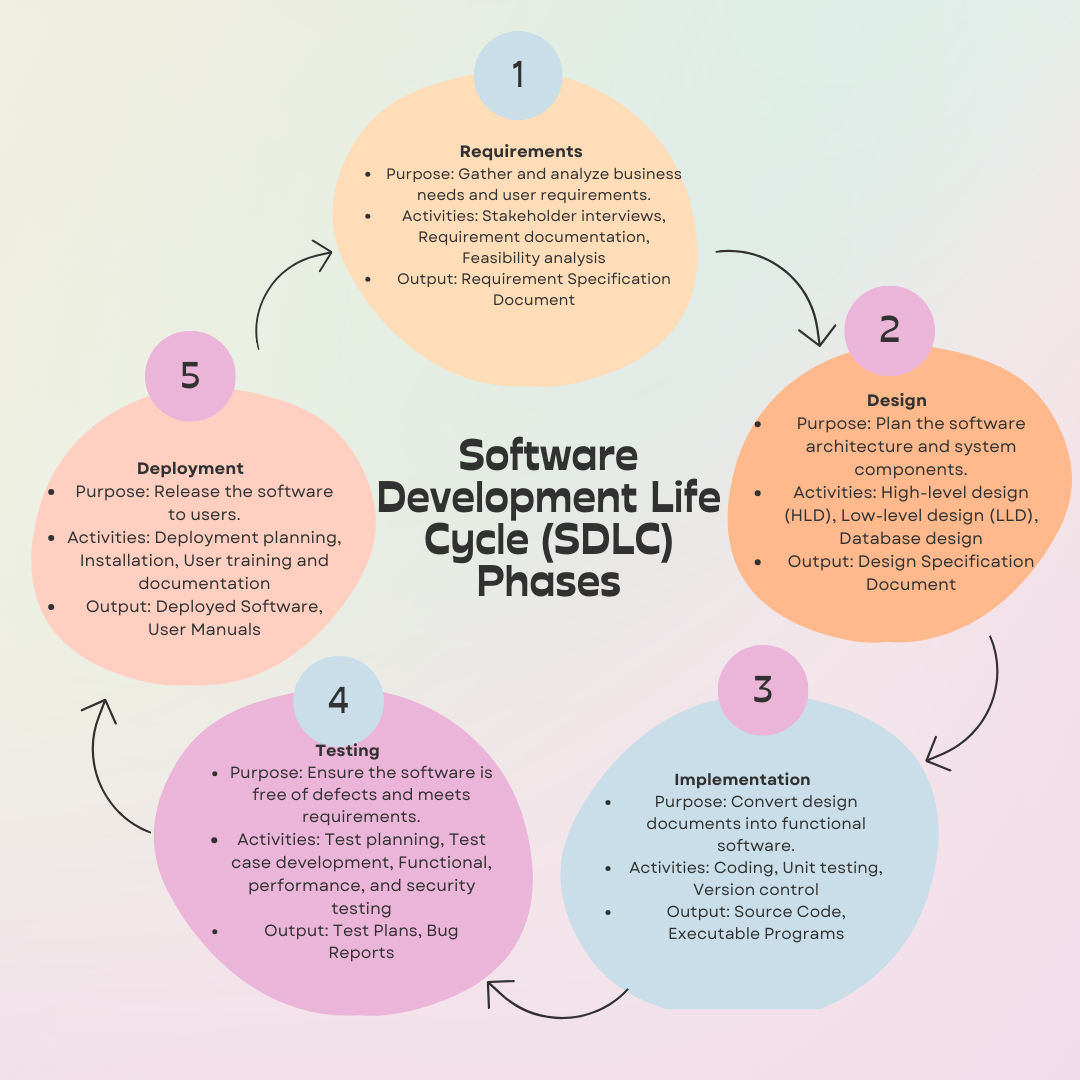 1
Requirements
• Purpose: Gather and analyze business
needs and user requirements.
• Activities: Stakeholder interviews,
Requirement documentation,
Feasibility analysis
• Output: Requirement Specification
Document
2
Design
• Purpose: Plan the software
architecture and system
components.
• Activities: High-level design
(HLD), Low-level design (LLD),
Database design
• Output: Design Specification
Document
Software
Development Life
Cycle (SDLC)
Phases
3
Implementation
• Purpose: Convert design
documents into functional
software.
• Activities: Coding, Unit testing,
Version control
• Output: Source Code,
Executable Programs
4
Testing
• Purpose: Ensure the software is
free of defects and meets
requirements.
• Activities: Test planning, Test
case development, Functional,
performance, and security
testing
• Output: Test Plans, Bug
Reports
5
Deployment
• Purpose: Release the software
to users.
• Activities: Deployment planning,
Installation, User training and
documentation
• Output: Deployed Software,
User Manuals